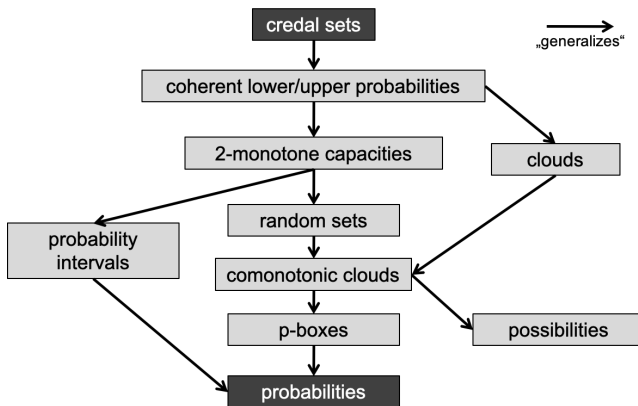 credal sets
„generalizes“
coherent lower/upper probabilities
2-monotone capacities
clouds
random sets
probability
intervals
comonotonic clouds
p-boxes
possibilities
probabilities